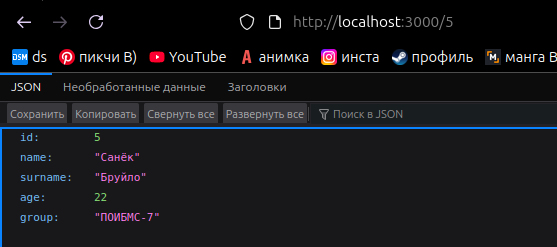 http://localhost:3000/5
DSM ds пикчи B) YouTube анимка инста профиль манга B
JSON Необработанные данные Заголовки
Сохранить Копировать Свернуть все Развернуть все Поиск в JSON
id: 5
name: "Санёк"
surname: "Бруйло"
age: 22
group: "ПОИБМС-7"